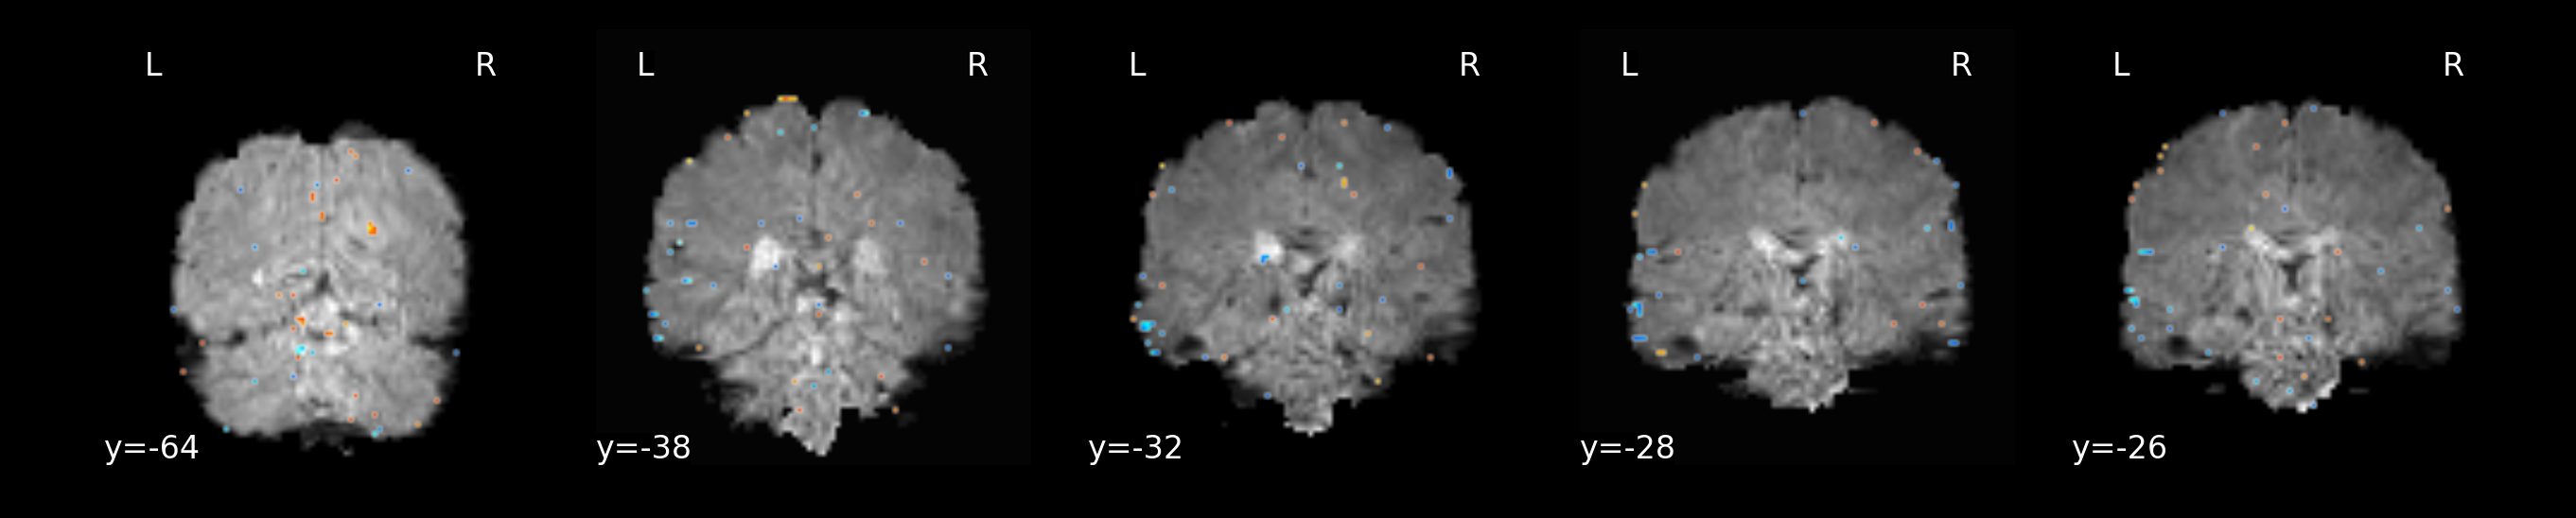 L R L R L R L R L R
y=-64 y=-38 y=-32 y=-28 y=-26